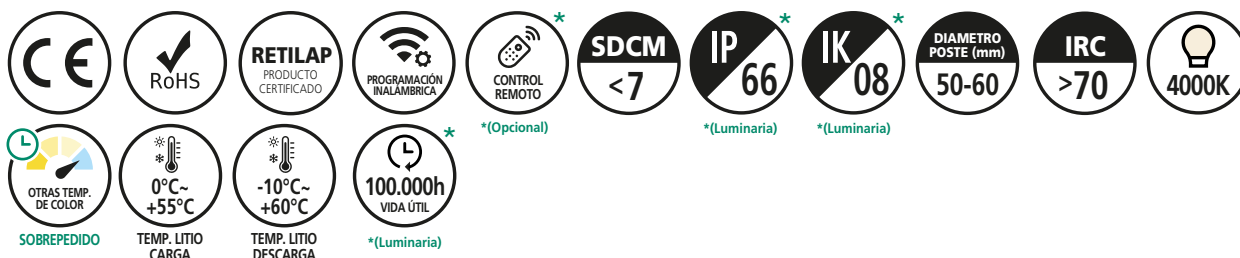 CE
RoHS
RETILAP
PRODUCTO
CERTIFICADO
PROGRAMACIÓN
INALÁMBRICA
*
CONTROL
REMOTO
*(Opcional)
SDCM
<7
*
IP
66
*(Luminaria)
*
IK
08
*(Luminaria)
DIAMETRO
POSTE (mm)
50-60
IRC
>70
4000K
OTRAS TEMP.
DE COLOR
SOBREPEDIDO
0°C~
+55°C
TEMP. LITIO
CARGA
-10°C~
+60°C
TEMP. LITIO
DESCARGA
*
100.000h
VIDA ÚTIL
*(Luminaria)